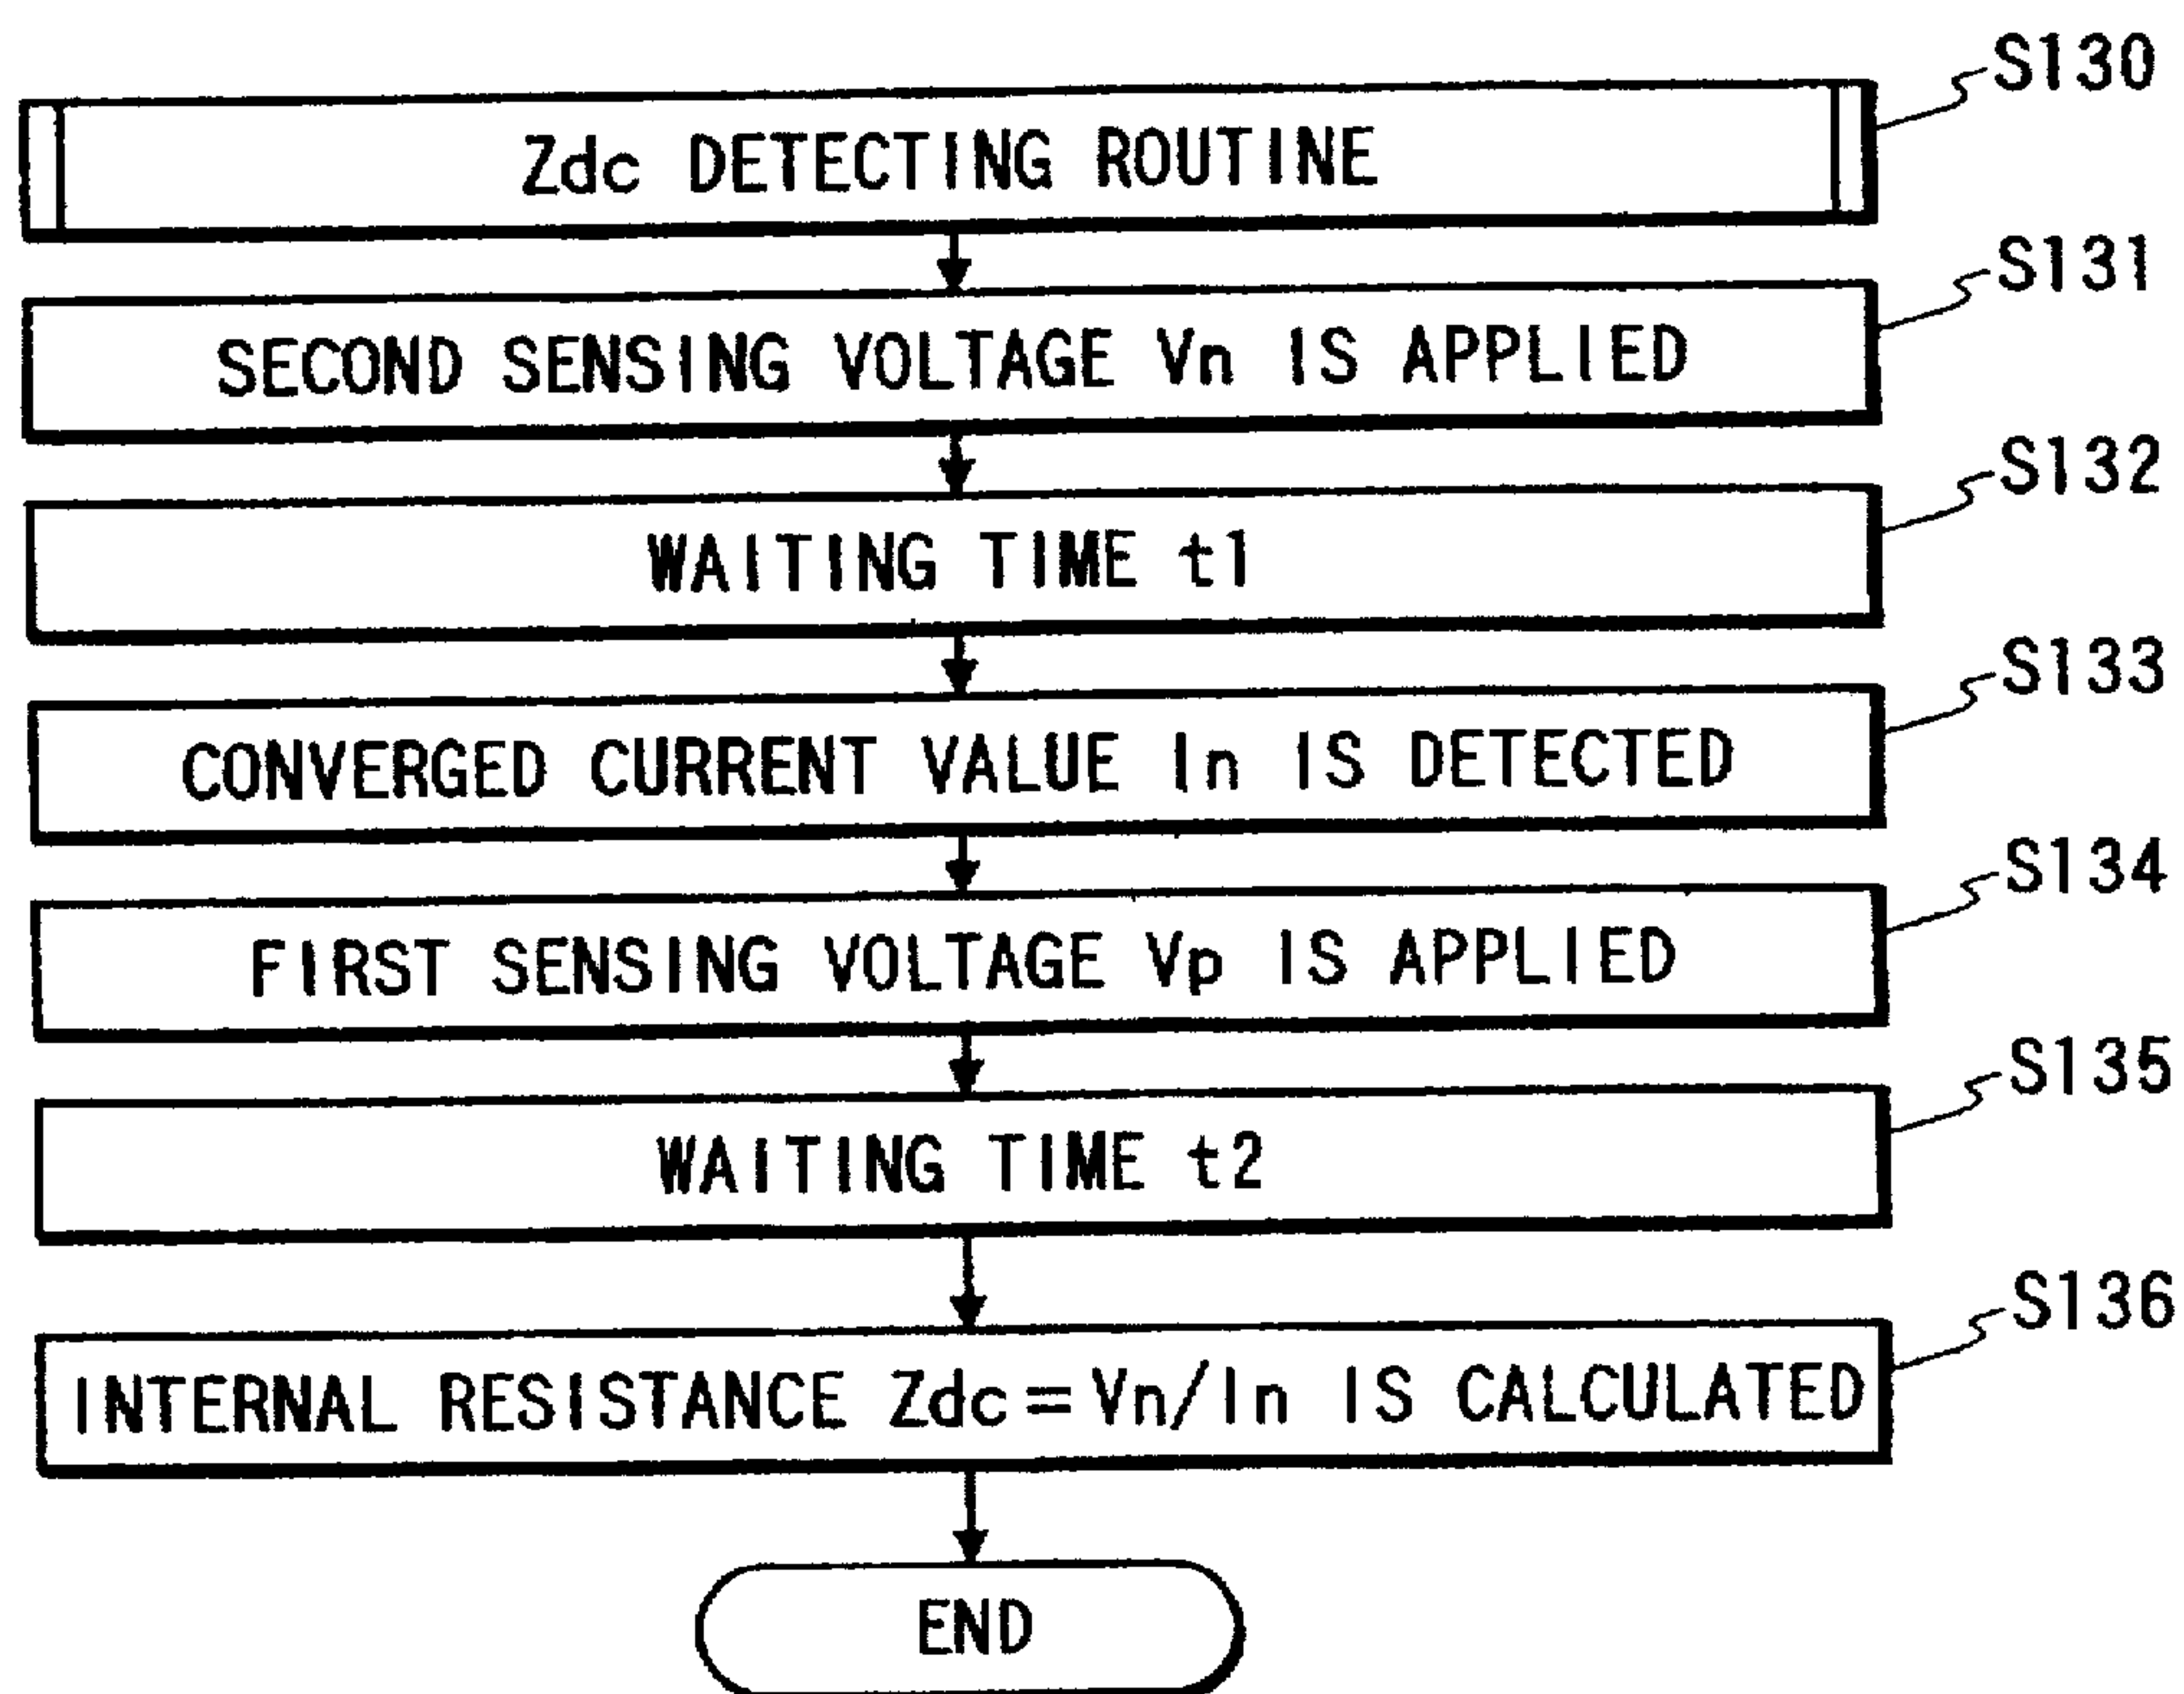 S130
Zdc DETECTING ROUTINE
S131
SECOND SENSING VOLTAGE Vn IS APPLIED
S132
WAITING TIME t1
S133
CONVERGED CURRENT VALUE In IS DETECTED
S134
FIRST SENSING VOLTAGE Vp IS APPLIED
S135
WAITING TIME t2
S136
INTERNAL RESISTANCE Zdc=Vn/In IS CALCULATED
END